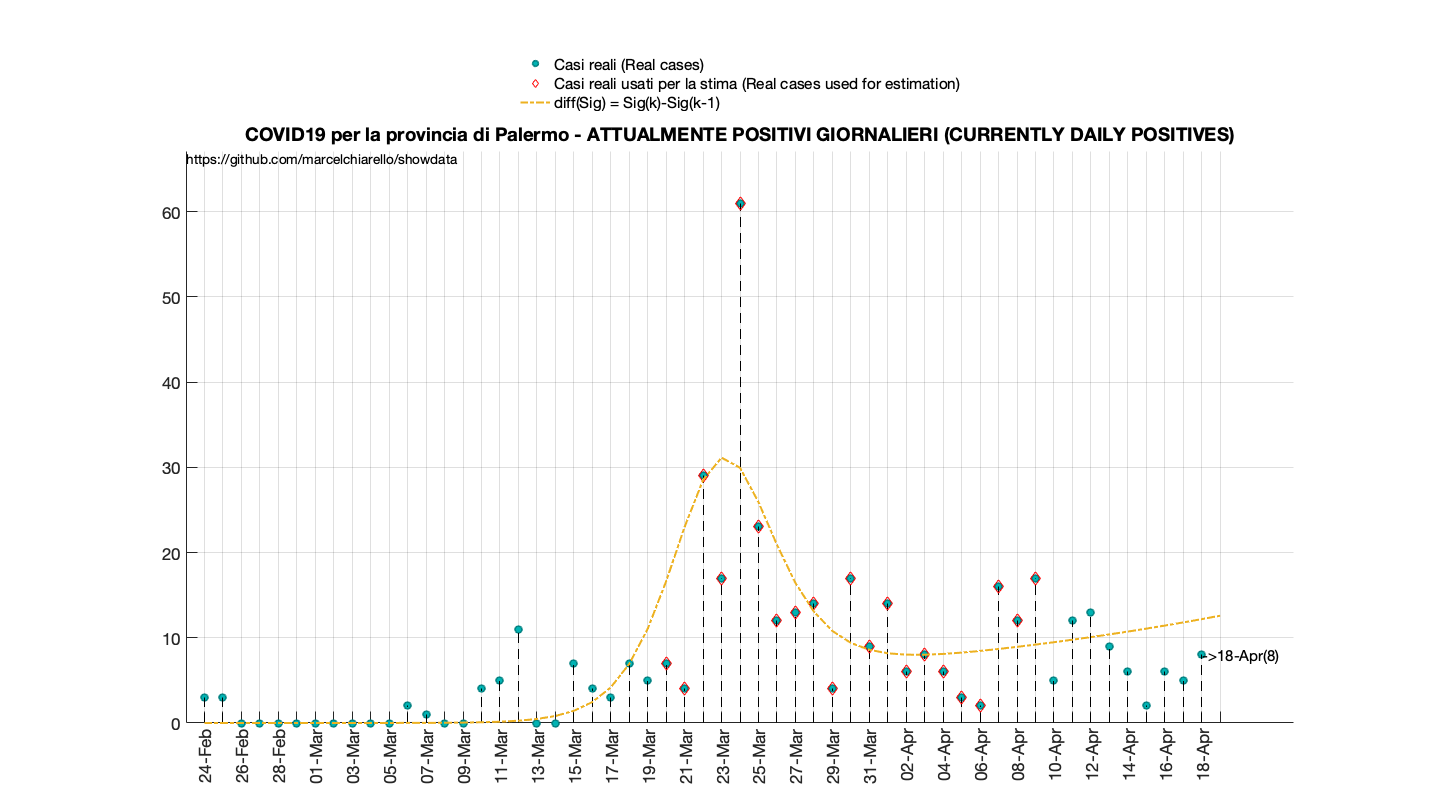 Casi reali (Real cases)
Casi reali usati per la stima (Real cases used for estimation)
diff(Sig) = Sig(k)-Sig(k-1)
COVID19 per la provincia di Palermo - ATTUALMENTE POSITIVI GIORNALIERI (CURRENTLY DAILY POSITIVES)
https://github.com/marcelchiarello/showdata
60
50
40
30
20
10
0
->18-Apr(8)
24-Feb
26-Feb
28-Feb
01-Mar
03-Mar
05-Mar
07-Mar
09-Mar
11-Mar
13-Mar
15-Mar
17-Mar
19-Mar
21-Mar
23-Mar
25-Mar
27-Mar
29-Mar
31-Mar
02-Apr
04-Apr
06-Apr
08-Apr
10-Apr
12-Apr
14-Apr
16-Apr
18-Apr